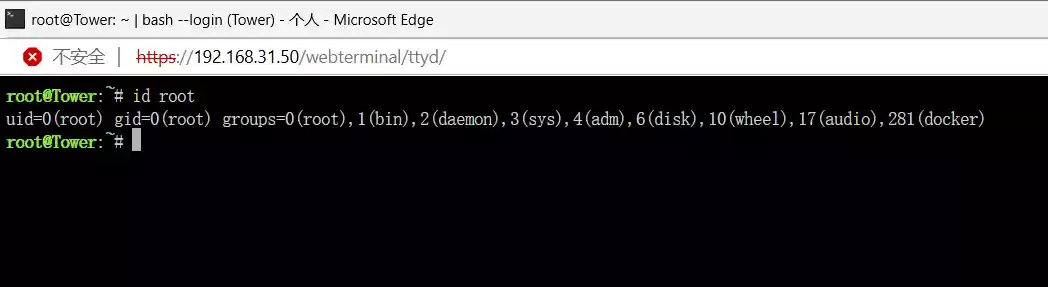 root@Tower: ~ | bash --login (Tower) - 个人 - Microsoft Edge
不安全 | https://192.168.31.50/webterminal/ttyd/
root@Tower:~# id root
uid=0(root) gid=0(root) groups=0(root),1(bin),2(daemon),3(sys),4(adm),6(disk),10(wheel),17(audio),281(docker)
root@Tower:~#